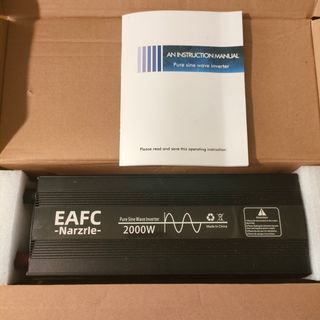 AN INSTRUCTION MANUAL
Pure sine wave inverter
Please read and save this operating instruction
EAFC
-Narzrle-
Pure Sine Wave Inverter
2000W
Made In China